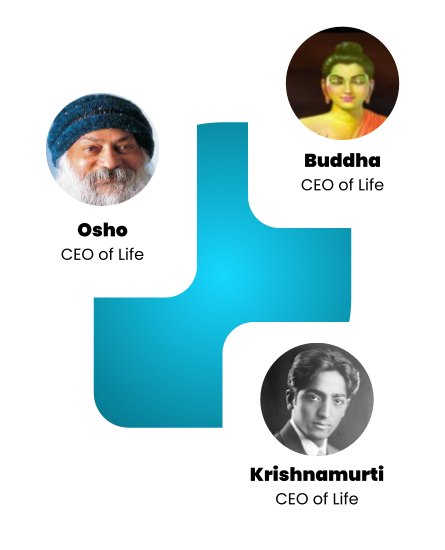 Buddha
CEO of Life
Osho
CEO of Life
Krishnamurti
CEO of Life